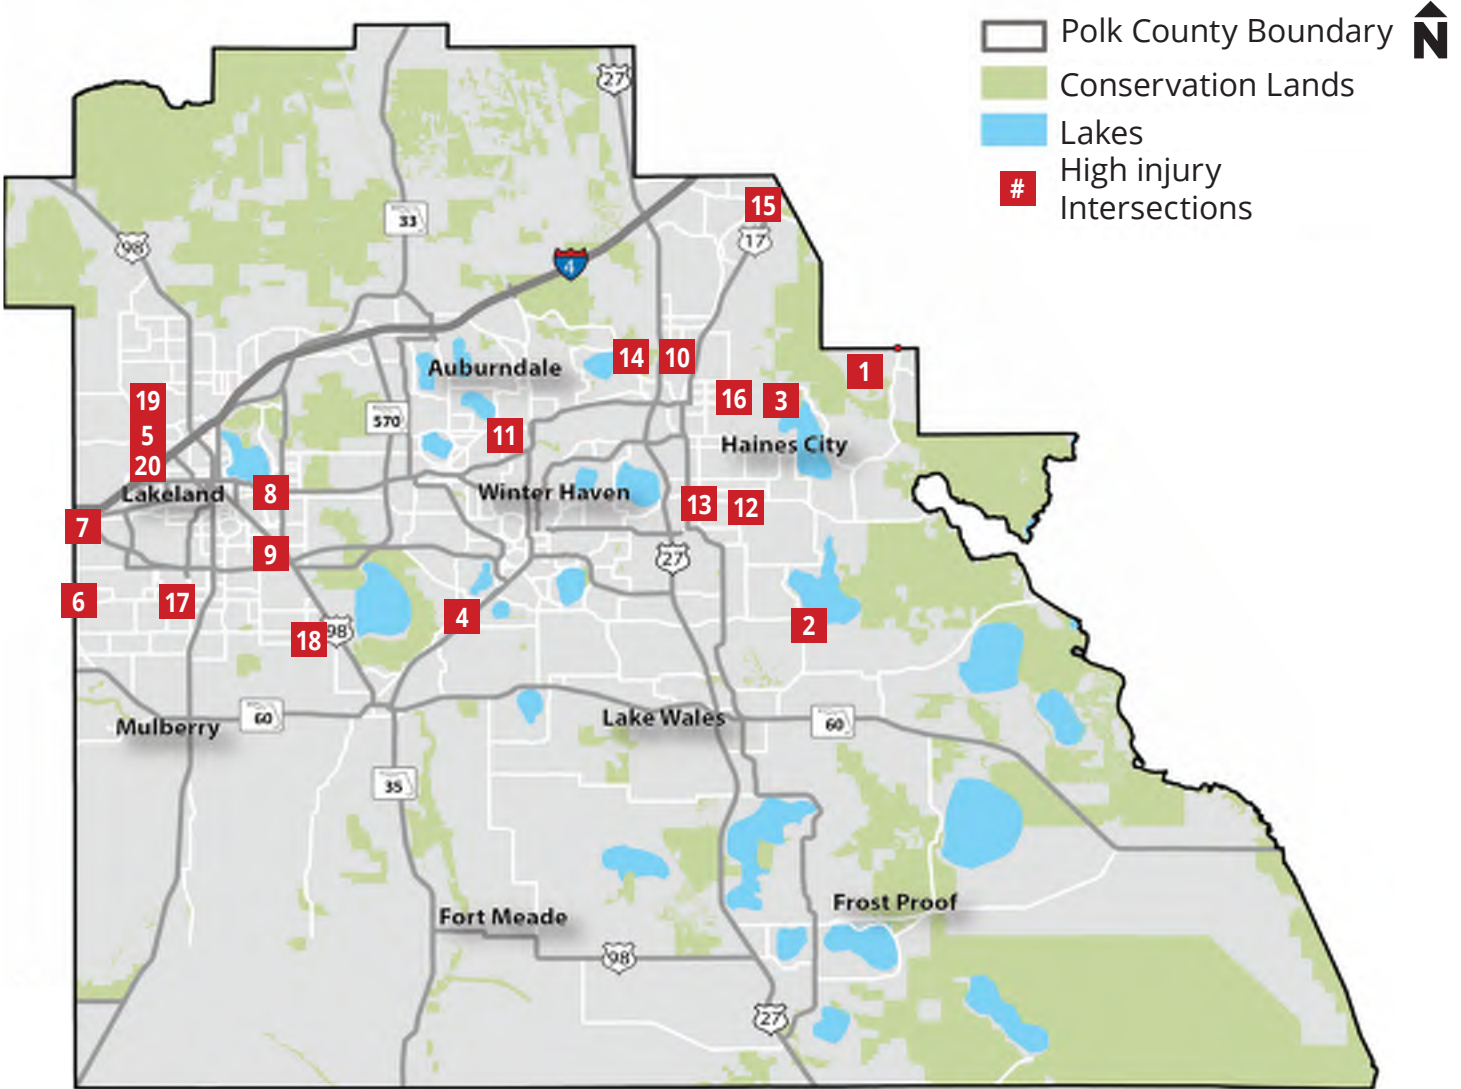 Polk County Boundary
N
Conservation Lands
Lakes
High injury
# Intersections
27
15
33
17
98
4
14
10
1
Auburndale
19
16
3
570
5
11
Haines City
20
Lakeland
8
Winter Haven
13
12
7
9
27
6
17
4
2
18
98
60
Mulberry
Lake Wales
60
35
Frost Proof
Fort Meade
98
27